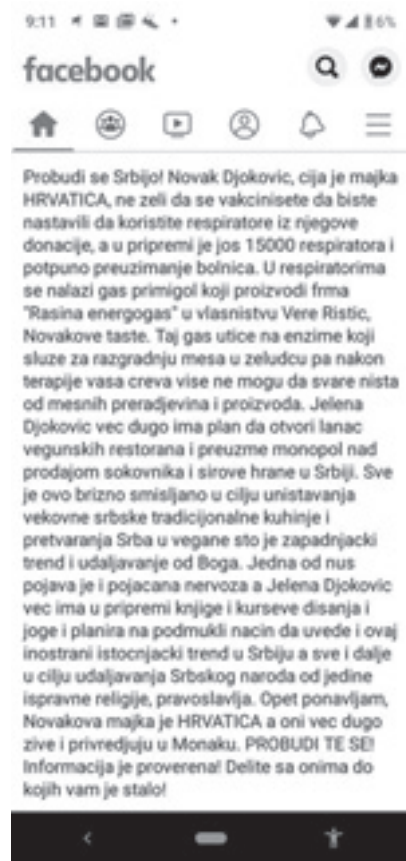 9:11
6%
facebook
Probudi se Srbijo! Novak Djokovic, cija je majka
HRVATICA, ne zeli da se vakcinisete da biste
nastavili da koristite respiratore iz njegove
donacije, a u pripremi je jos 15000 respiratora i
potpuno preuzimanje bolnica. U respiratorima
se nalazi gas primigol koji proizvodi frma
"Rasina energogas" u vlasnistvu Vere Ristic,
Novakove taste. Taj gas utice na enzime koji
sluze za razgradnju mesa u zeludcu pa nakon
terapije vasa creva vise ne mogu da svare nista
od mesnih preradjevina i proizvoda. Jelena
Djokovic vec dugo ima plan da otvori lanac
vegunskih restorana i preuzme monopol nad
prodajom sokovnika i sirove hrane u Srbiji. Sve
je ovo brizno smisljano u cilju unistavanja
vekovne srbske tradicijonalne kuhinje i
pretvaranja Srba u vegane sto je zapadnjacki
trend i udaljavanje od Boga. Jedna od nus
pojava je i pojacana nervoza a Jelena Djokovic
vec ima u pripremi knjige i kurseve disanja i
joge i planira na podmukli nacin da uvede i ovaj
inostrani istocnjacki trend u Srbiju a sve i dalje
u cilju udaljavanja Srbskog naroda od jedine
ispravne religije, pravoslavlja. Opet ponavljam,
Novakova majka je HRVATICA a oni vec dugo
zive i privredjuju u Monaku. PROBUDI TE SE!
Informacija je proverena! Delite sa onima do
kojih vam je stalo!